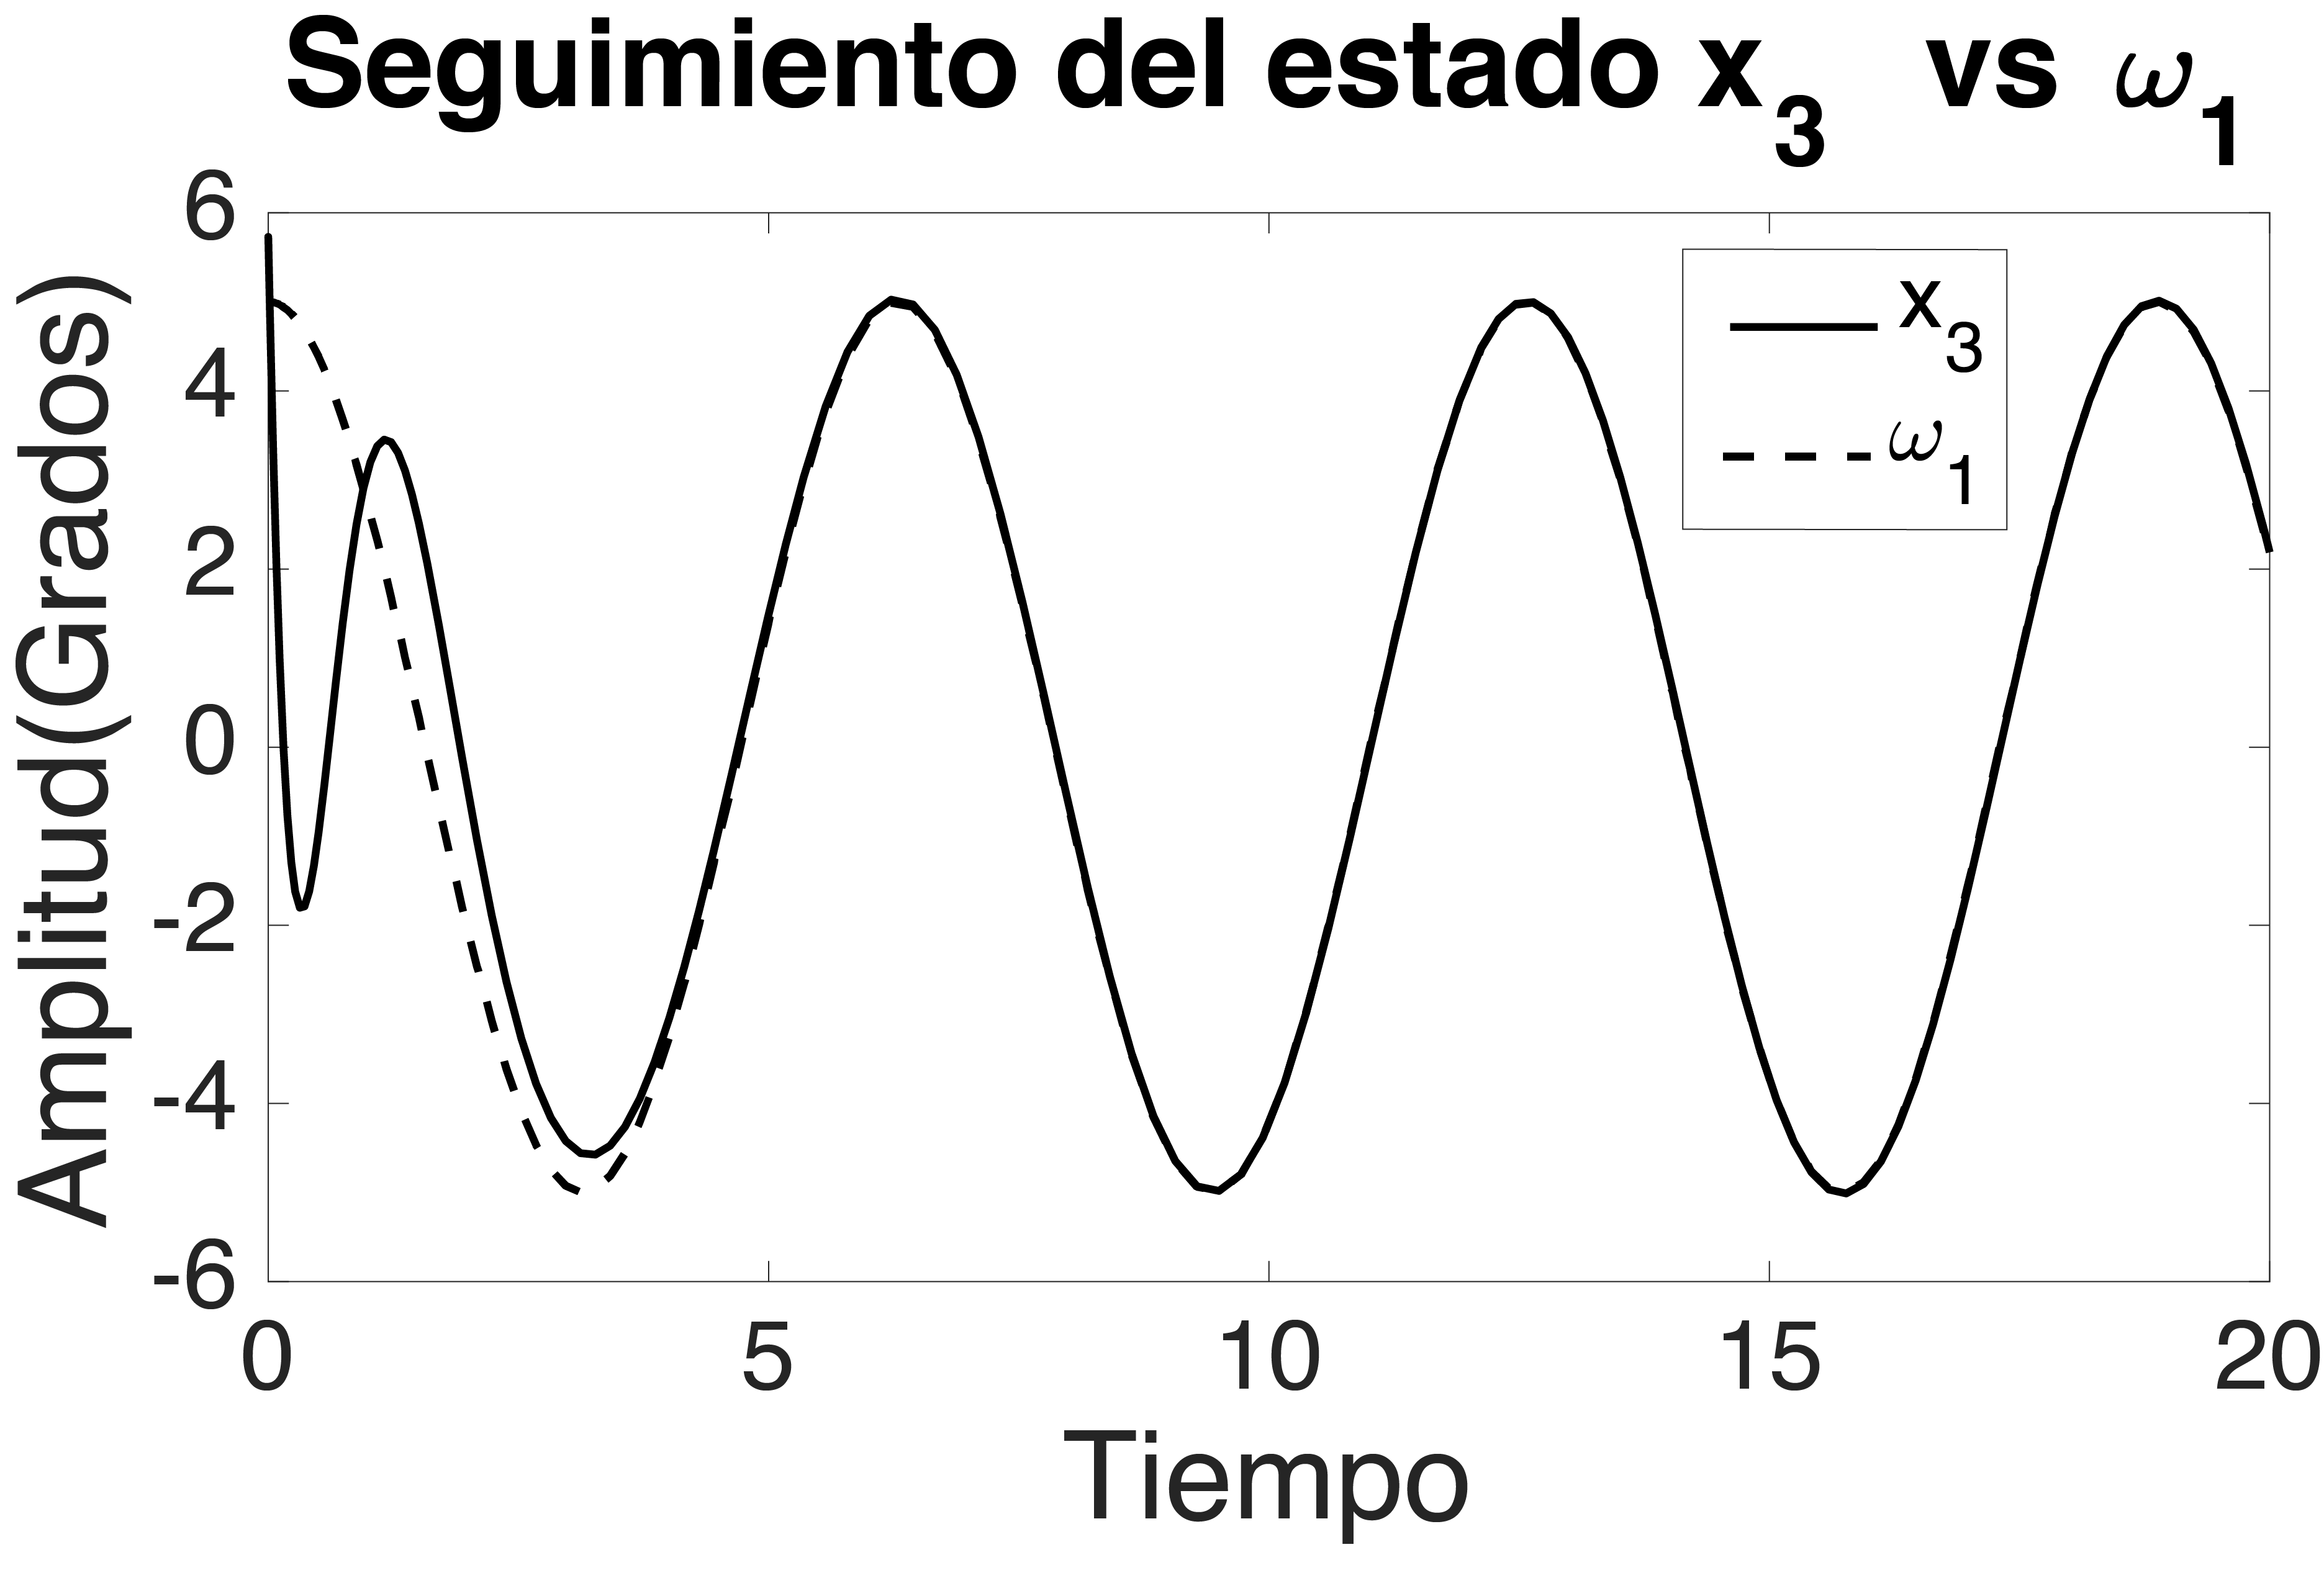 Seguimiento del estado x₃ vs ω₁
Amplitud(Grados)
6
4
2
0
-2
-4
-6
x₃
ω₁
0 5 10 15 20
Tiempo